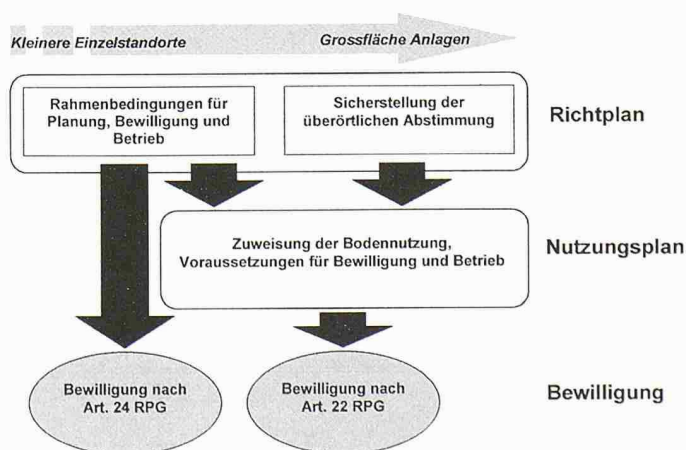 Kleinere Einzelstandorte
Grossfläche Anlagen
Rahmenbedingungen für
Planung, Bewilligung und
Betrieb
Sicherstellung der
überörtlichen Abstimmung
Richtplan
Zuweisung der Bodennutzung,
Voraussetzungen für Bewilligung und Betrieb
Nutzungsplan
Bewilligung nach
Art. 24 RPG
Bewilligung nach
Art. 22 RPG
Bewilligung